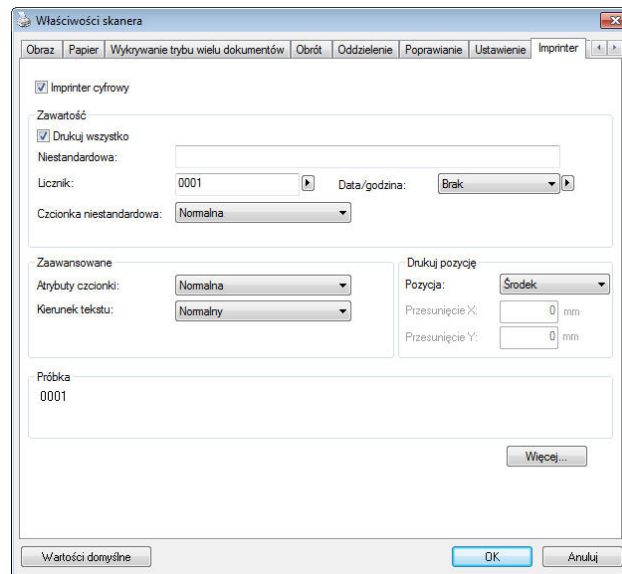 Właściwości skanera
Obraz Papier Wykrywanie trybu wielu dokumentów Obrót Oddzielenie Poprawianie Ustawienie Imprinter
Imprinter cyfrowy
Zawartość
Drukuj wszystko
Niestandardowa:
Licznik: 0001 Data/godzina: Brak
Czcionka niestandardowa: Normalna
Zaawansowane
Atrybuty czcionki: Normalna
Kierunek tekstu: Normalny
Drukuj pozycję
Pozycja: Środek
Przesunięcie X: 0 mm
Przesunięcie Y: 0 mm
Próbka
0001
Więcej...
Wartości domyślne OK Anuluj